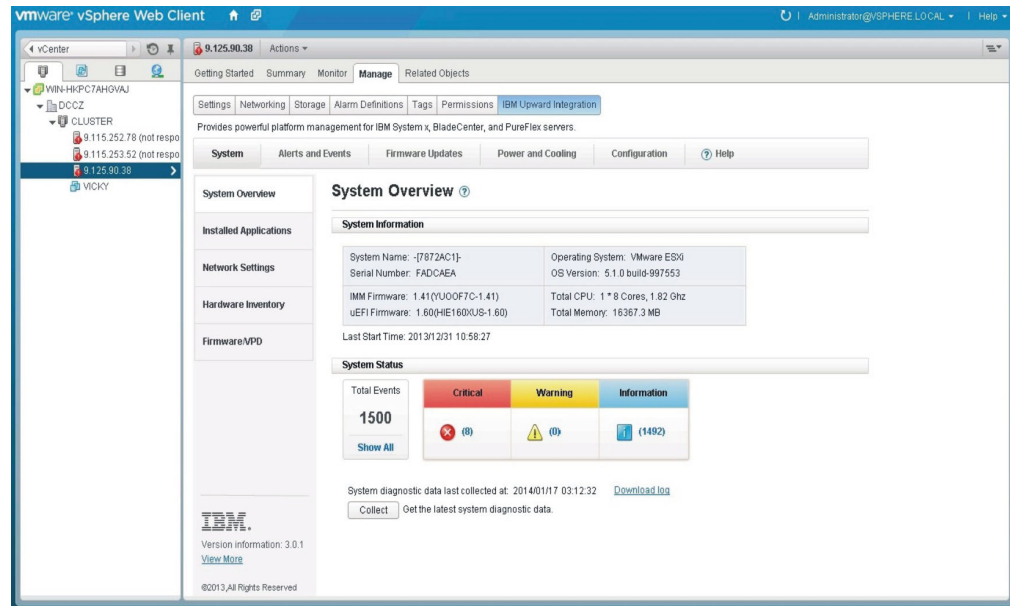 vmware® vSphere Web Client
Administrator@VSPHERE.LOCAL | Help
vCenter
WIN-HKPC7AHGVAJ
DCCZ
CLUSTER
9.115.252.78 (not respo
9.115.253.52 (not respo
9.125.90.38
VICKY
9.125.90.38 Actions
Getting Started Summary Monitor Manage Related Objects
Settings Networking Storage Alarm Definitions Tags Permissions IBM Upward Integration
Provides powerful platform management for IBM System x, BladeCenter, and PureFlex servers.
System Alerts and Events Firmware Updates Power and Cooling Configuration ? Help
System Overview
Installed Applications
Network Settings
Hardware Inventory
Firmware/VPD
System Overview ?
System Information
System Name: -[7872AC1]- Operating System: VMware ESXi
Serial Number: FADCAEA OS Version: 5.1.0 build-997553
IMM Firmware: 1.41(YUOOF7C-1.41) Total CPU: 1 * 8 Cores, 1.82 Ghz
uEFI Firmware: 1.60(HIE160XUS-1.60) Total Memory: 16367.3 MB
Last Start Time: 2013/12/31 10:58:27
System Status
Total Events Critical Warning Information
1500 (8) (0) (1492)
Show All
System diagnostic data last collected at: 2014/01/17 03:12:32 Download log
Collect Get the latest system diagnostic data.
IBM.
Version information: 3.0.1
View More
©2013,All Rights Reserved